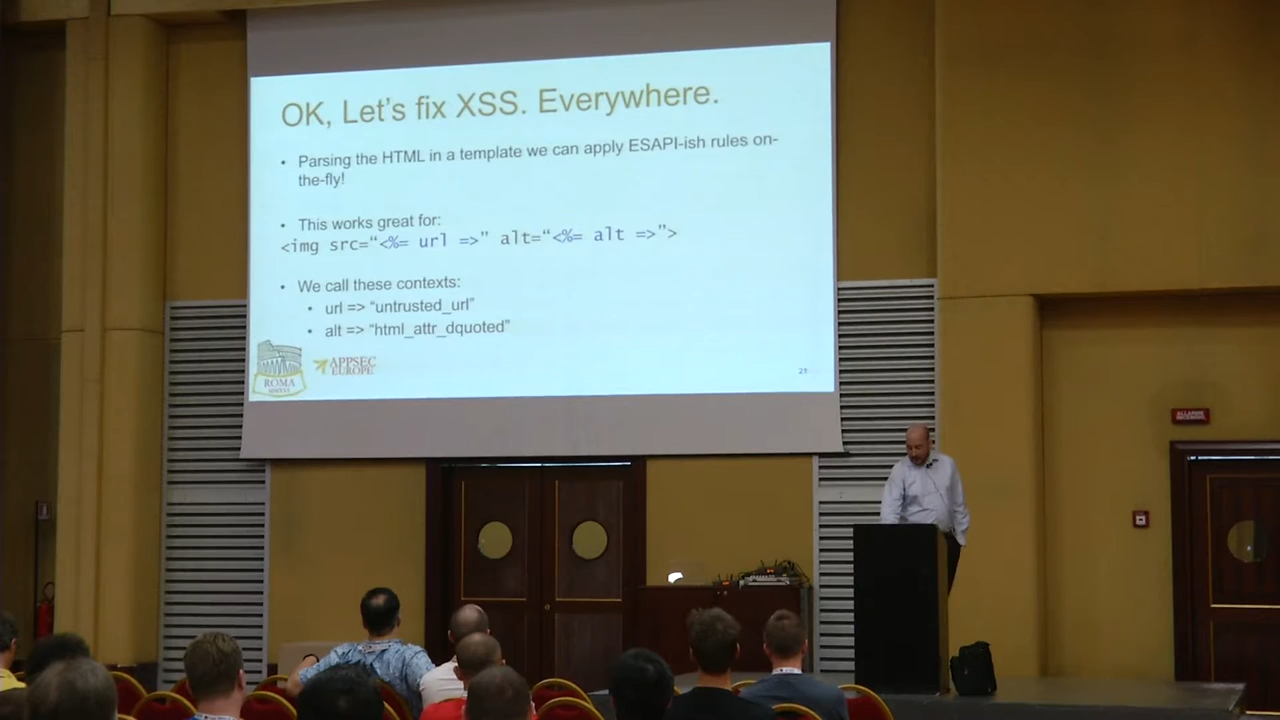 OK, Let's fix XSS. Everywhere.
• Parsing the HTML in a template we can apply ESAPI-ish rules on-
the-fly!
• This works great for:
<img src=“<%= url =>” alt=“<%= alt =>”>
• We call these contexts:
• url => “untrusted_url”
• alt => “html_attr_dquoted”
ROMA
APPSEC
EUROPE